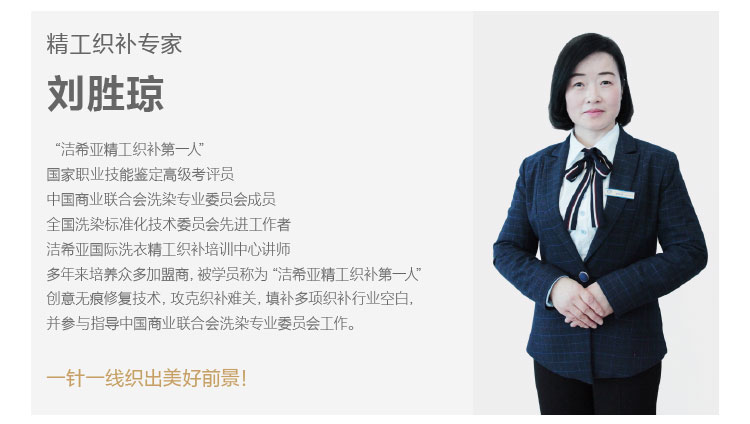 精工织补专家
刘胜琼
“洁希亚精工织补第一人”
国家职业技能鉴定高级考评员
中国商业联合会洗染专业委员会成员
全国洗染标准化技术委员会先进工作者
洁希亚国际洗衣精工织补培训中心讲师
多年来培养众多加盟商，被学员称为“洁希亚精工织补第一人”
创意无痕修复技术，攻克织补难关，填补多项织补行业空白，
并参与指导中国商业联合会洗染专业委员会工作。
一针一线织出美好前景！